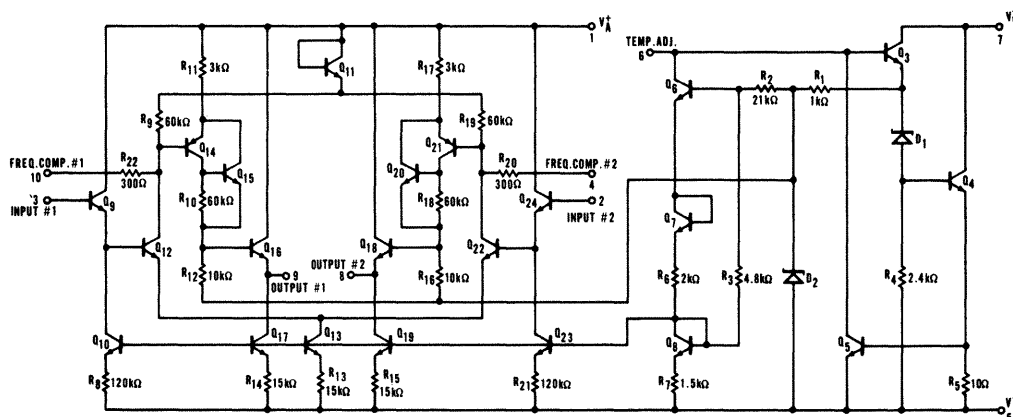 V+A
1
V+
7
TEMP. ADJ.
6
Q3
R11
3kΩ
Q11
R17
3kΩ
Q6
R2
21kΩ
R1
1kΩ
R9
60kΩ
Q14
R19
60kΩ
Q21
D1
FREQ. COMP. #1
10
R22
300Ω
Q15
Q20
R20
300Ω
FREQ. COMP. #2
4
Q4
3
INPUT #1
Q9
R10
60kΩ
R18
60kΩ
Q24
2
INPUT #2
Q7
Q12
Q16
Q18
Q22
R12
10kΩ
9
OUTPUT #1
OUTPUT #2
8
R16
10kΩ
R6
2kΩ
R3
4.8kΩ
D2
R4
2.4kΩ
Q10
Q17
Q13
Q19
Q23
Q8
Q5
R8
120kΩ
R14
15kΩ
R13
15kΩ
R15
15kΩ
R21
120kΩ
R7
1.5kΩ
R5
10Ω